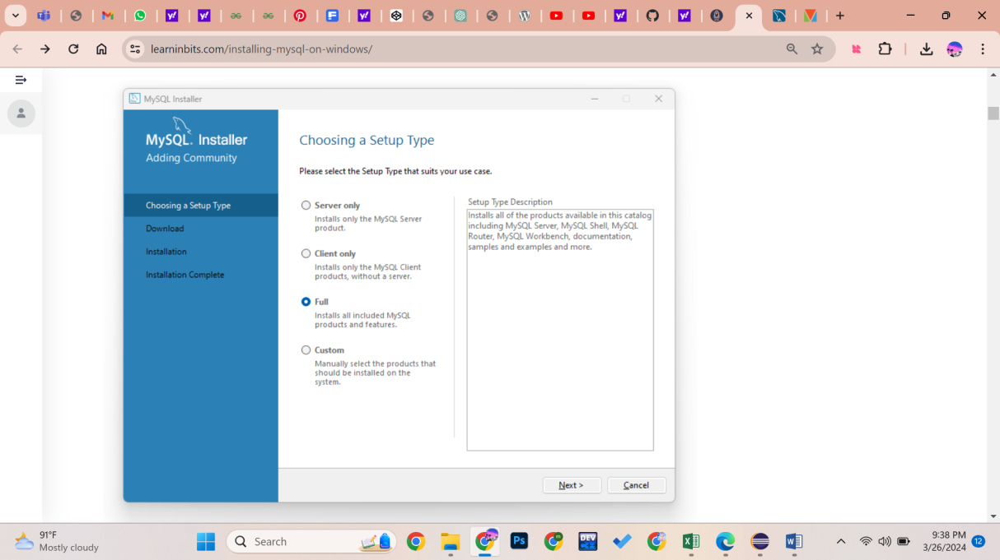 learninbits.com/installing-mysql-on-windows/
MySQL Installer
MySQL. Installer
Adding Community
Choosing a Setup Type
Download
Installation
Installation Complete
Choosing a Setup Type
Please select the Setup Type that suits your use case.
Server only
Installs only the MySQL Server
product.
Client only
Installs only the MySQL Client
products, without a server.
Full
Installs all included MySQL
products and features.
Custom
Manually select the products that
should be installed on the
system.
Setup Type Description
Installs all of the products available in this catalog
including MySQL Server, MySQL Shell, MySQL
Router, MySQL Workbench, documentation,
samples and examples and more.
Next >
Cancel
91°F
Mostly cloudy
Search
Ps
DEV
9:38 PM
3/26/2024
12